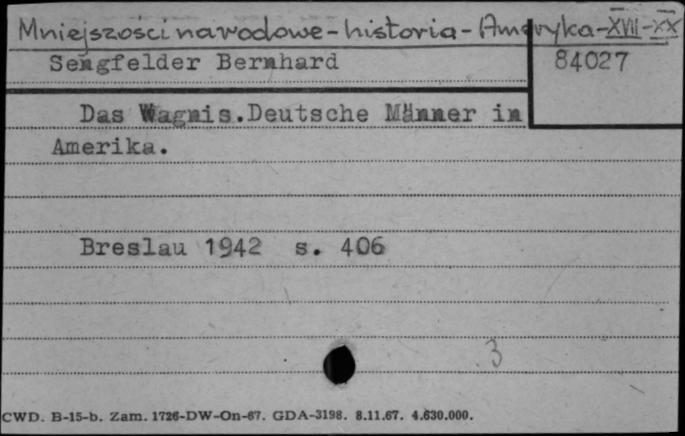 Mniejszości narodowe - historia - Ameryka - XVII - XX
Sengfelder Bernhard
84027
Das Wagnis. Deutsche Männer in
Amerika.
Breslau 1942 s. 406
3
CWD. B-15-b. Zam. 1726-DW-On-67. GDA-3198. 8.11.67. 4.630.000.